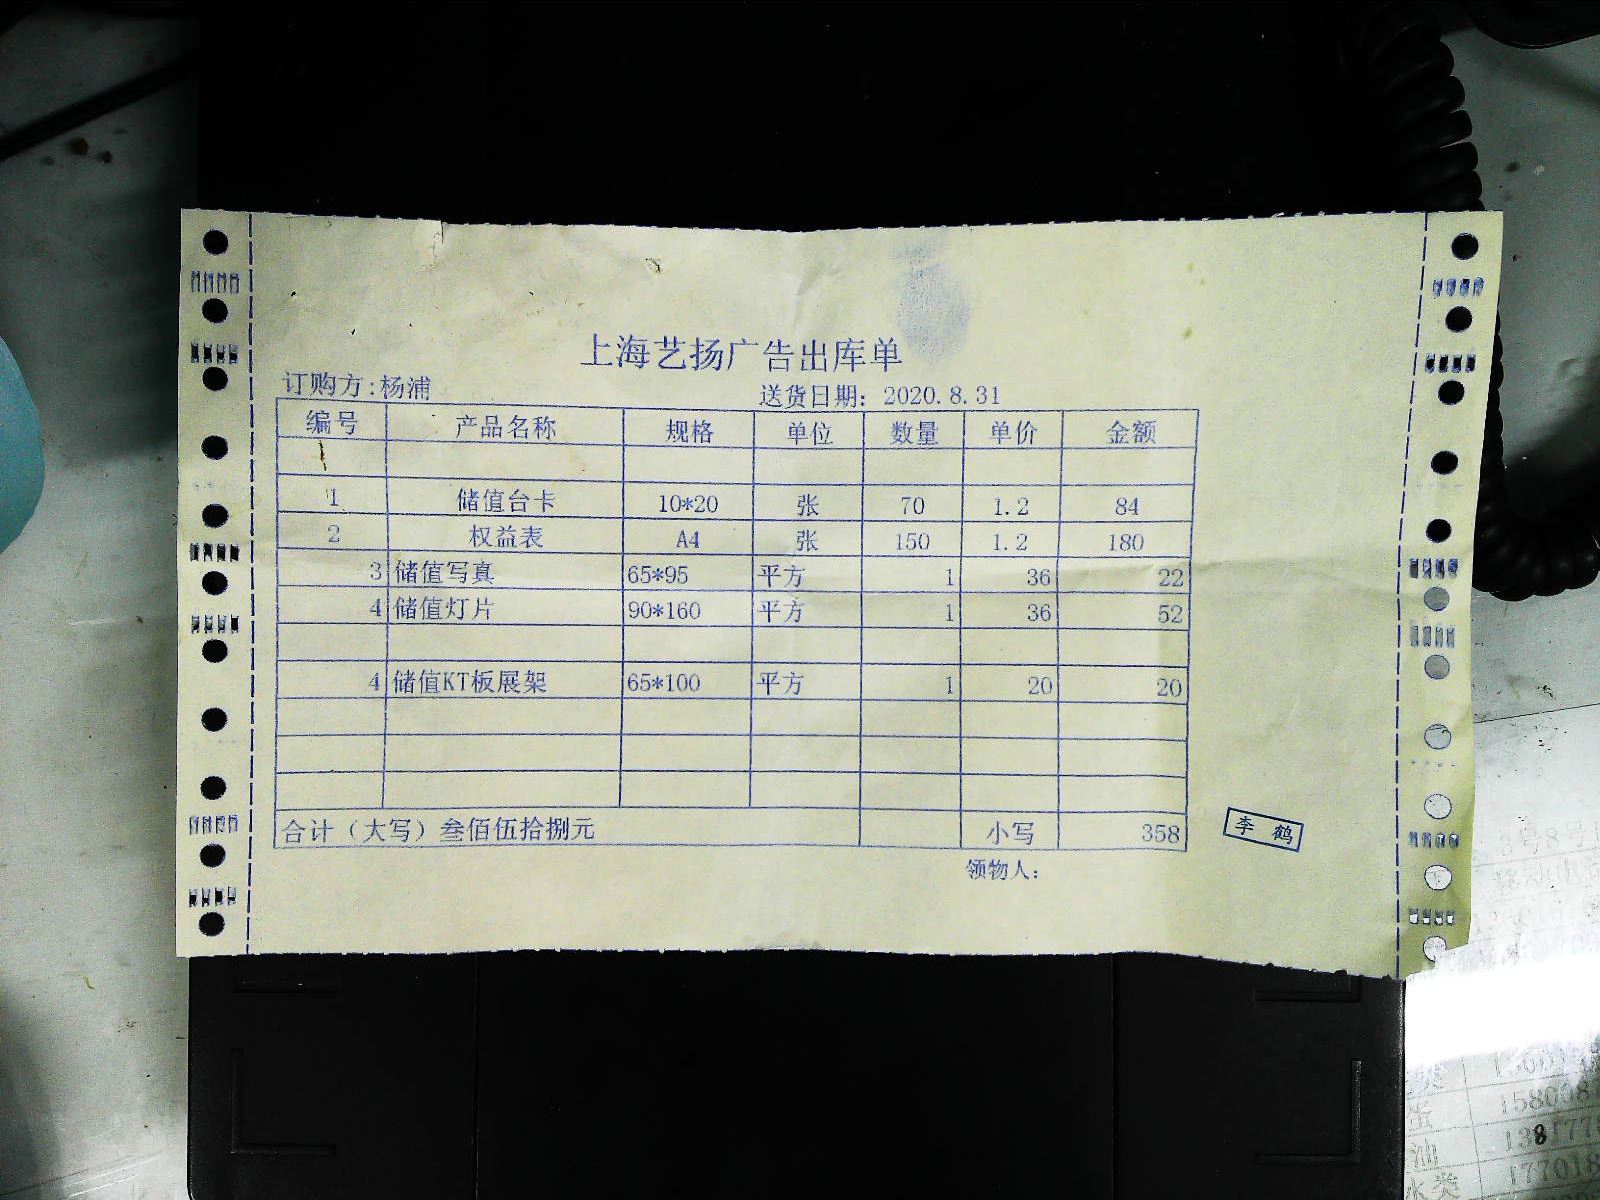 上海艺扬广告出库单
订购方:杨浦 送货日期: 2020.8.31
编号 产品名称 规格 单位 数量 单价 金额
1 储值台卡 10*20 张 70 1.2 84
2 权益表 A4 张 150 1.2 180
3 储值写真 65*95 平方 1 36 22
4 储值灯片 90*160 平方 1 36 52
4 储值KT板展架 65*100 平方 1 20 20
合计（大写）叁佰伍拾捌元 小写 358
李鹤
领物人: